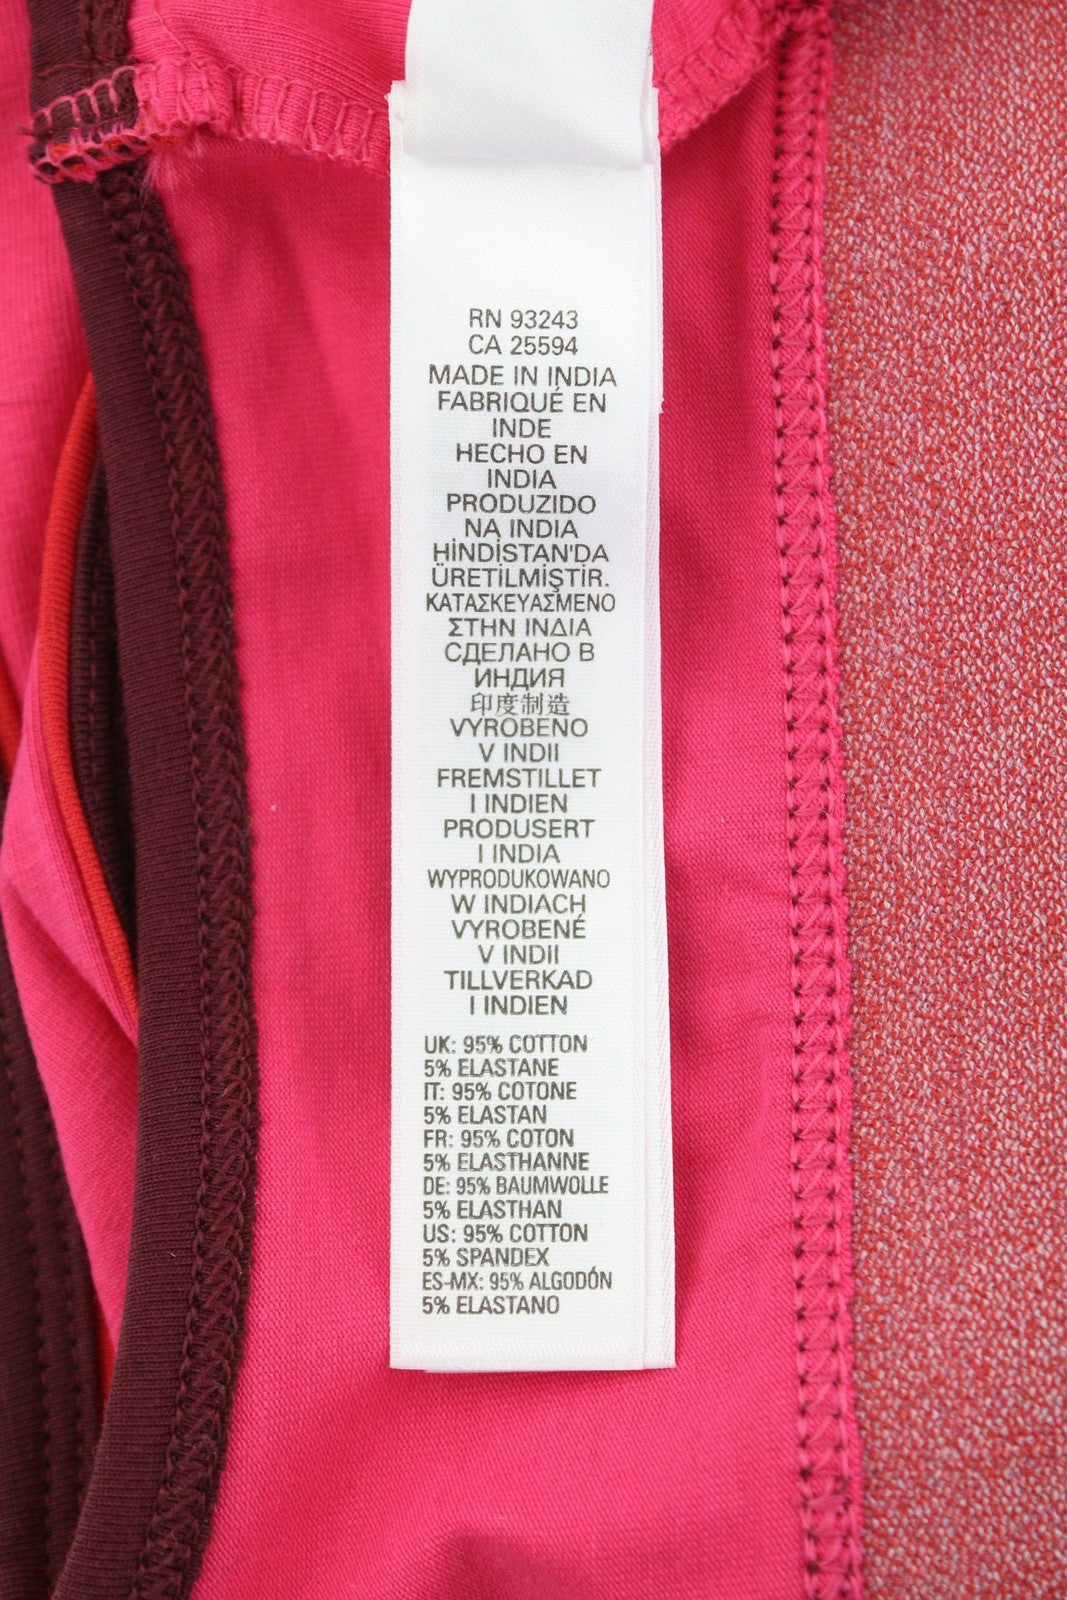 RN 93243
CA 25594
MADE IN INDIA
FABRIQUÉ EN
INDE
HECHO EN
INDIA
PRODUZIDO
NA INDIA
HİNDİSTAN'DA
ÜRETİLMİŞTİR.
ΚΑΤΑΣΚΕΥΑΣΜΕΝΟ
ΣΤΗΝ ΙΝΔΙΑ
СДЕЛАНО В
ИНДИЯ
印度制造
VYROBENO
V INDII
FREMSTILLET
I INDIEN
PRODUSERT
I INDIA
WYPRODUKOWANO
W INDIACH
VYROBENÉ
V INDII
TILLVERKAD
I INDIEN
UK: 95% COTTON
5% ELASTANE
IT: 95% COTONE
5% ELASTAN
FR: 95% COTON
5% ELASTHANNE
DE: 95% BAUMWOLLE
5% ELASTHAN
US: 95% COTTON
5% SPANDEX
ES-MX: 95% ALGODÓN
5% ELASTANO